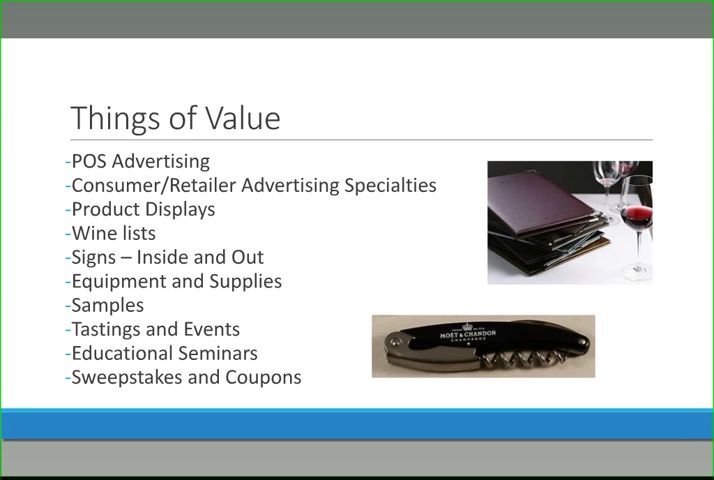 Things of Value
-POS Advertising
-Consumer/Retailer Advertising Specialties
-Product Displays
-Wine lists
-Signs – Inside and Out
-Equipment and Supplies
-Samples
-Tastings and Events
-Educational Seminars
-Sweepstakes and Coupons
MOËT & CHANDON
CHAMPAGNE